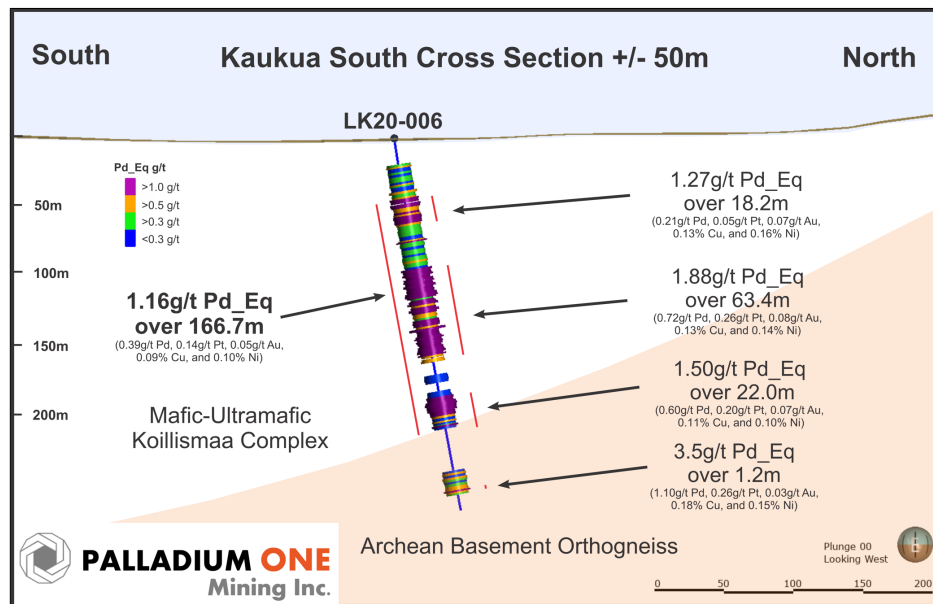 South
Kaukua South Cross Section +/- 50m
North
LK20-006
Pd_Eq g/t
>1.0 g/t
>0.5 g/t
>0.3 g/t
<0.3 g/t
50m
100m
150m
200m
1.16g/t Pd_Eq
over 166.7m
(0.39g/t Pd, 0.14g/t Pt, 0.05g/t Au,
0.09% Cu, and 0.10% Ni)
1.27g/t Pd_Eq
over 18.2m
(0.21g/t Pd, 0.05g/t Pt, 0.07g/t Au,
0.13% Cu, and 0.16% Ni)
1.88g/t Pd_Eq
over 63.4m
(0.72g/t Pd, 0.26g/t Pt, 0.08g/t Au,
0.13% Cu, and 0.14% Ni)
1.50g/t Pd_Eq
over 22.0m
(0.60g/t Pd, 0.20g/t Pt, 0.07g/t Au,
0.11% Cu, and 0.10% Ni)
3.5g/t Pd_Eq
over 1.2m
(1.10g/t Pd, 0.26g/t Pt, 0.03g/t Au,
0.18% Cu, and 0.15% Ni)
Mafic-Ultramafic
Koillismaa Complex
Archean Basement Orthogneiss
PALLADIUM ONE
Mining Inc.
Plunge 00
Looking West
0 50 100 150 200